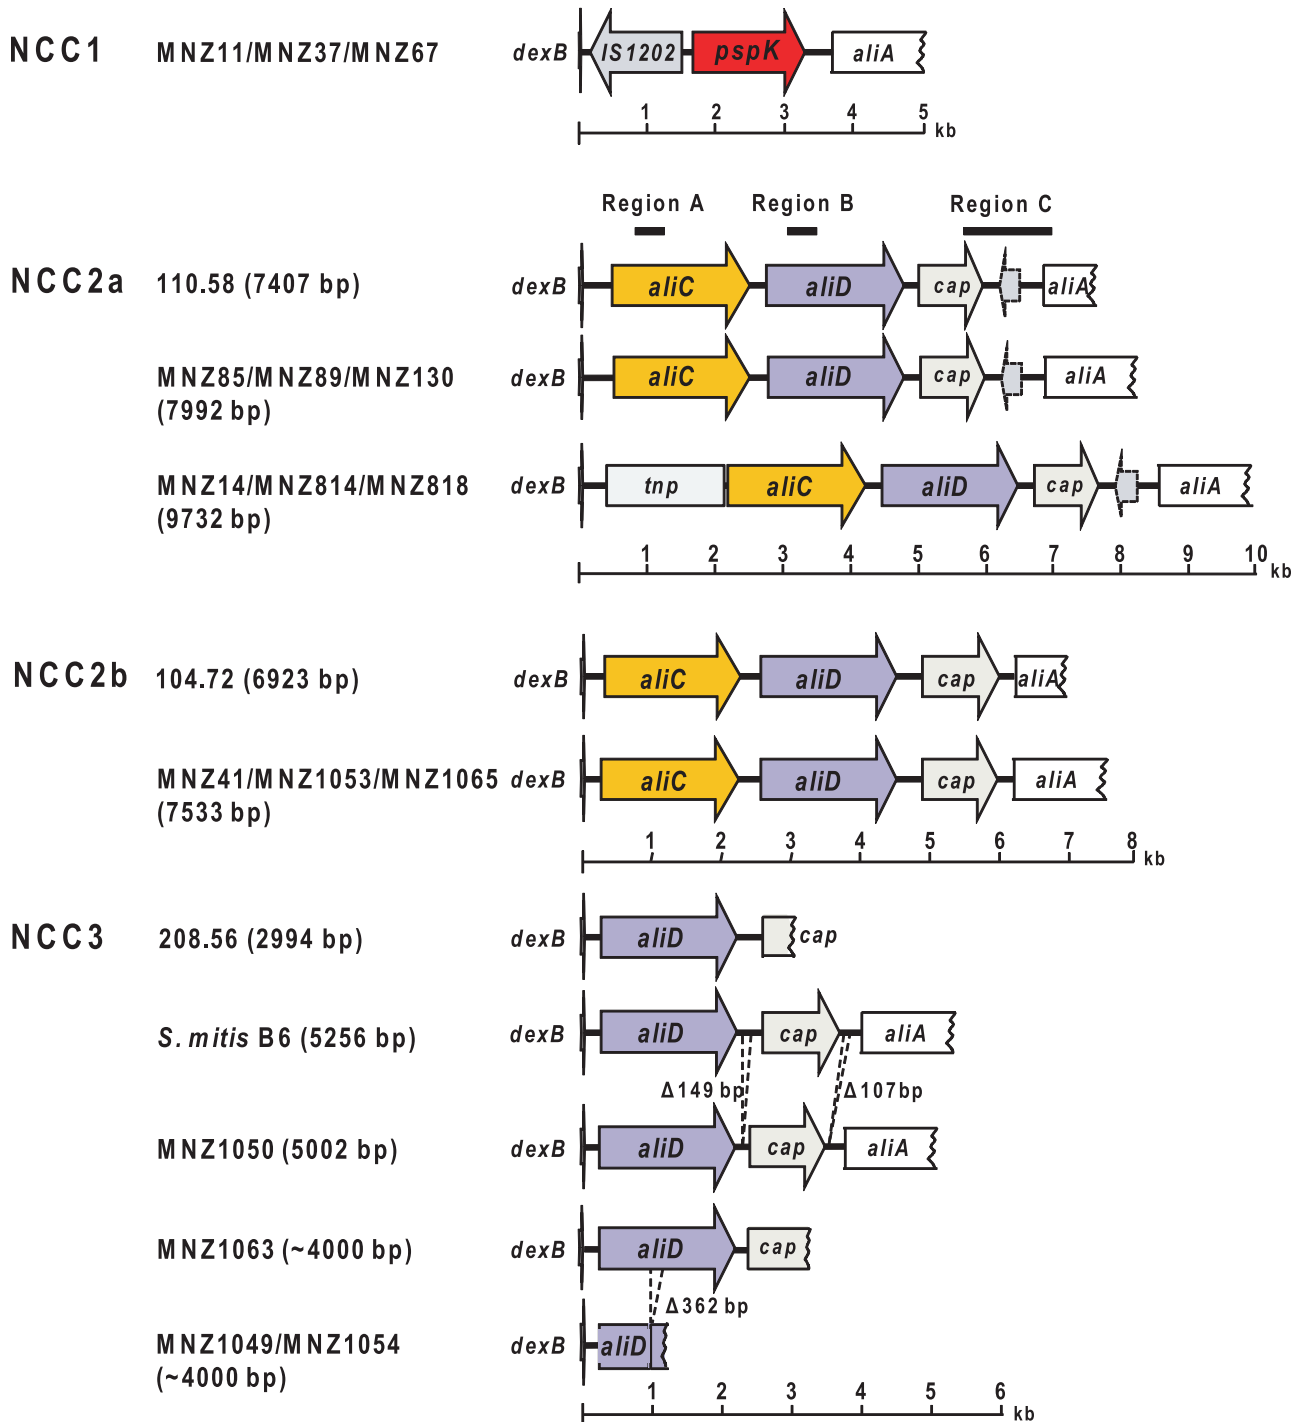 NCC1 MNZ11/MNZ37/MNZ67 dexB IS1202 pspK aliA
1 2 3 4 5 kb
Region A Region B Region C
NCC2a 110.58 (7407 bp) dexB aliC aliD cap aliA
MNZ85/MNZ89/MNZ130 dexB aliC aliD cap aliA
(7992 bp)
MNZ14/MNZ814/MNZ818 dexB tnp aliC aliD cap aliA
(9732 bp)
1 2 3 4 5 6 7 8 9 10 kb
NCC2b 104.72 (6923 bp) dexB aliC aliD cap aliA
MNZ41/MNZ1053/MNZ1065 dexB aliC aliD cap aliA
(7533 bp)
1 2 3 4 5 6 7 8 kb
NCC3 208.56 (2994 bp) dexB aliD cap
S. mitis B6 (5256 bp) dexB aliD cap aliA
Δ149 bp Δ107bp
MNZ1050 (5002 bp) dexB aliD cap aliA
MNZ1063 (~4000 bp) dexB aliD cap
Δ362 bp
MNZ1049/MNZ1054 dexB aliD
(~4000 bp)
1 2 3 4 5 6 kb